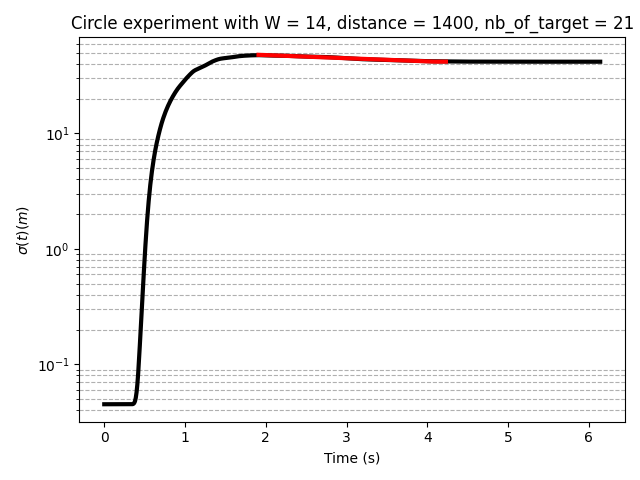 Circle experiment with W = 14, distance = 1400, nb_of_target = 21
10¹
10⁰
10⁻¹
σ(t)(m)
0 1 2 3 4 5 6
Time (s)